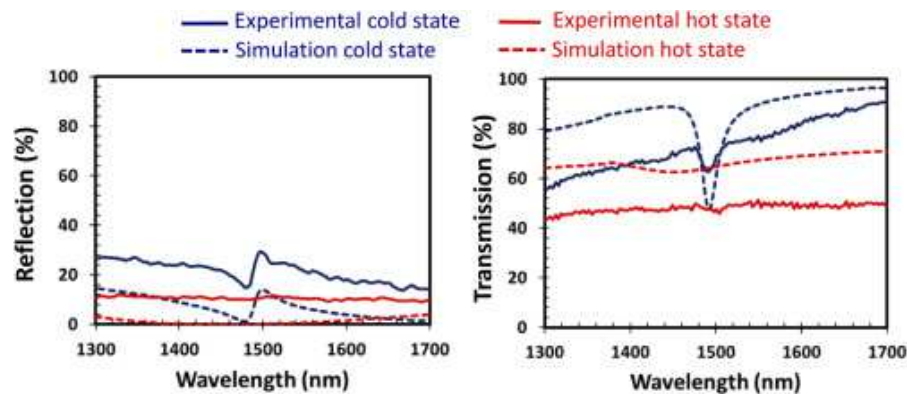 Experimental cold state
Experimental hot state
Simulation cold state
Simulation hot state
Reflection (%)
100
80
60
40
20
0
1300 1400 1500 1600 1700
Wavelength (nm)
Transmission (%)
100
80
60
40
20
0
1300 1400 1500 1600 1700
Wavelength (nm)